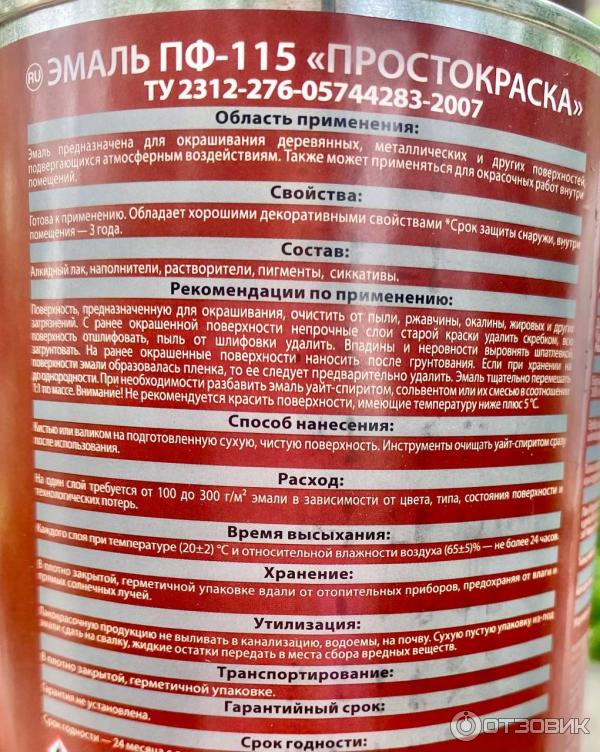 RU ЭМАЛЬ ПФ-115 «ПРОСТОКРАСКА»
ТУ 2312-276-05744283-2007
Область применения:
Эмаль предназначена для окрашивания деревянных, металлических и других поверхностей,
подвергающихся атмосферным воздействиям. Также может применяться для окрасочных работ внутри
помещений.
Свойства:
Готова к применению. Обладает хорошими декоративными свойствами *Срок защиты снаружи, внутри
помещения — 3 года.
Состав:
Алкидный лак, наполнители, растворители, пигменты, сиккативы.
Рекомендации по применению:
Поверхность, предназначенную для окрашивания, очистить от пыли, ржавчины, окалины, жировых и других
загрязнений. С ранее окрашенной поверхности непрочные слои старой краски удалить скребком, всю
поверхность отшлифовать, пыль от шлифовки удалить. Впадины и неровности выровнять шпатлевкой,
загрунтовать. На ранее окрашенные поверхности наносить после грунтования. Если при хранении на
поверхности эмали образовалась пленка, то ее следует предварительно удалить. Эмаль тщательно перемешать
до однородности. При необходимости разбавить эмаль уайт-спиритом, сольвентом или их смесью в соотношении
1:1 по массе. Внимание! Не рекомендуется красить поверхности, имеющие температуру ниже плюс 5 °С.
Способ нанесения:
Кистью или валиком на подготовленную сухую, чистую поверхность. Инструменты очищать уайт-спиритом сразу
после использования.
Расход:
На один слой требуется от 100 до 300 г/м² эмали в зависимости от цвета, типа, состояния поверхности и
технологических потерь.
Время высыхания:
Каждого слоя при температуре (20±2) °С и относительной влажности воздуха (65±5)% — не более 24 часов.
Хранение:
В плотно закрытой, герметичной упаковке вдали от отопительных приборов, предохраняя от влаги и
прямых солнечных лучей.
Утилизация:
Лакокрасочную продукцию не выливать в канализацию, водоемы, на почву. Сухую пустую упаковку из-под
эмали сдать на свалку, жидкие остатки передать в места сбора вредных веществ.
Транспортирование:
В плотно закрытой, герметичной упаковке.
Гарантийный срок:
Гарантия не установлена.
Срок годности:
Срок годности — 24 месяца с
ОТЗОВИК